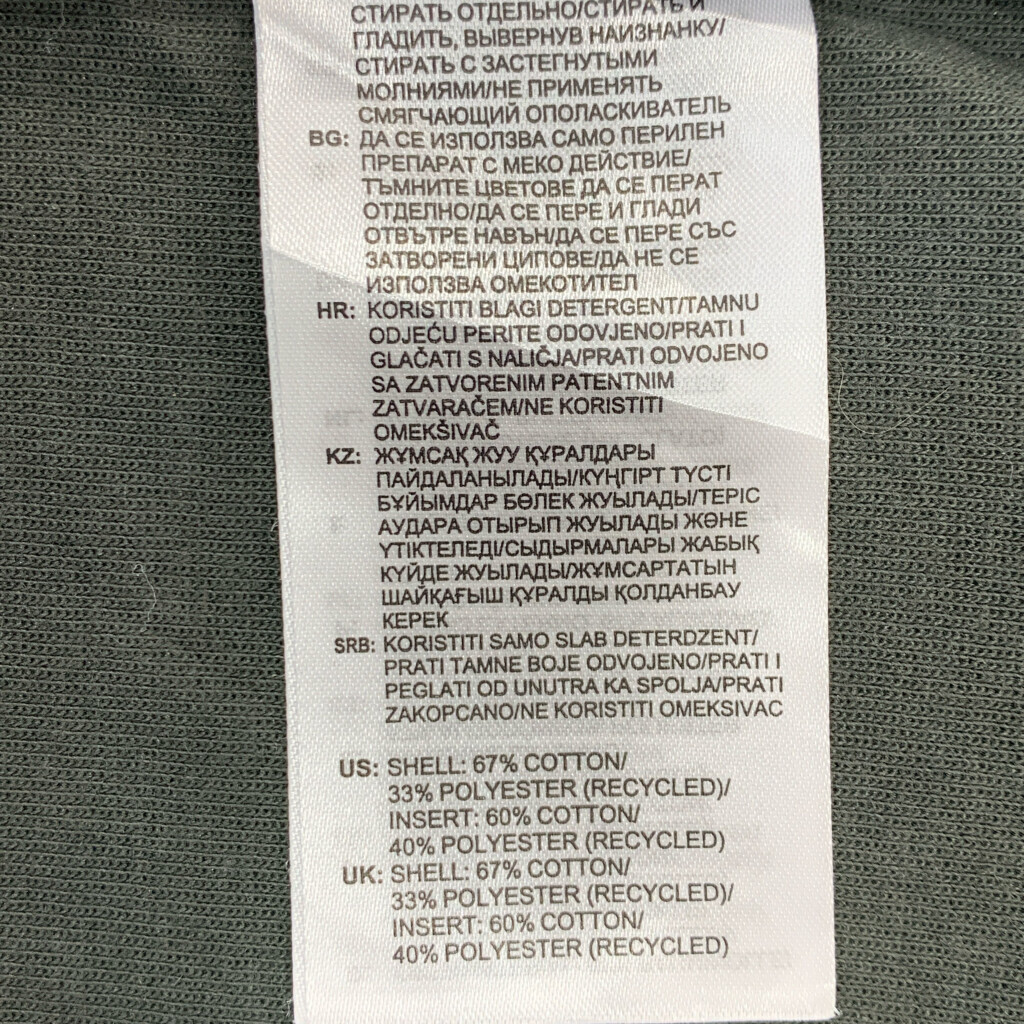 СТИРАТЬ ОТДЕЛЬНО/СТИРАТЬ И
ГЛАДИТЬ, ВЫВЕРНУВ НАИЗНАНКУ/
СТИРАТЬ С ЗАСТЕГНУТЫМИ
МОЛНИЯМИ/НЕ ПРИМЕНЯТЬ
СМЯГЧАЮЩИЙ ОПОЛАСКИВАТЕЛЬ
BG: ДА СЕ ИЗПОЛЗВА САМО ПЕРИЛЕН
ПРЕПАРАТ С МЕКО ДЕЙСТВИЕ/
ТЪМНИТЕ ЦВЕТОВЕ ДА СЕ ПЕРАТ
ОТДЕЛНО/ДА СЕ ПЕРЕ И ГЛАДИ
ОТВЪТРЕ НАВЪН/ДА СЕ ПЕРЕ СЪС
ЗАТВОРЕНИ ЦИПОВЕ/ДА НЕ СЕ
ИЗПОЛЗВА ОМЕКОТИТЕЛ
HR: KORISTITI BLAGI DETERGENT/TAMNU
ODJEĆU PERITE ODOVJENO/PRATI I
GLAČATI S NALIČJA/PRATI ODVOJENO
SA ZATVORENIM PATENTNIM
ZATVARAČEM/NE KORISTITI
OMEKŠIVAČ
KZ: ЖҰМСАҚ ЖУУ ҚҰРАЛДАРЫ
ПАЙДАЛАНЫЛАДЫ/КҮҢГІРТ ТҮСТІ
БҰЙЫМДАР БӨЛЕК ЖУЫЛАДЫ/ТЕРІС
АУДАРА ОТЫРЫП ЖУЫЛАДЫ ЖӘНЕ
ҮТІКТЕЛЕДІ/СЫДЫРМАЛАРЫ ЖАБЫҚ
КҮЙДЕ ЖУЫЛАДЫ/ЖҰМСАРТАТЫН
ШАЙҚАҒЫШ ҚҰРАЛДЫ ҚОЛДАНБАУ
КЕРЕК
SRB: KORISTITI SAMO SLAB DETERDZENT/
PRATI TAMNE BOJE ODVOJENO/PRATI I
PEGLATI OD UNUTRA KA SPOLJA/PRATI
ZAKOPCANO/NE KORISTITI OMEKSIVAC
US: SHELL: 67% COTTON/
33% POLYESTER (RECYCLED)/
INSERT: 60% COTTON/
40% POLYESTER (RECYCLED)
UK: SHELL: 67% COTTON/
33% POLYESTER (RECYCLED)/
INSERT: 60% COTTON/
40% POLYESTER (RECYCLED)